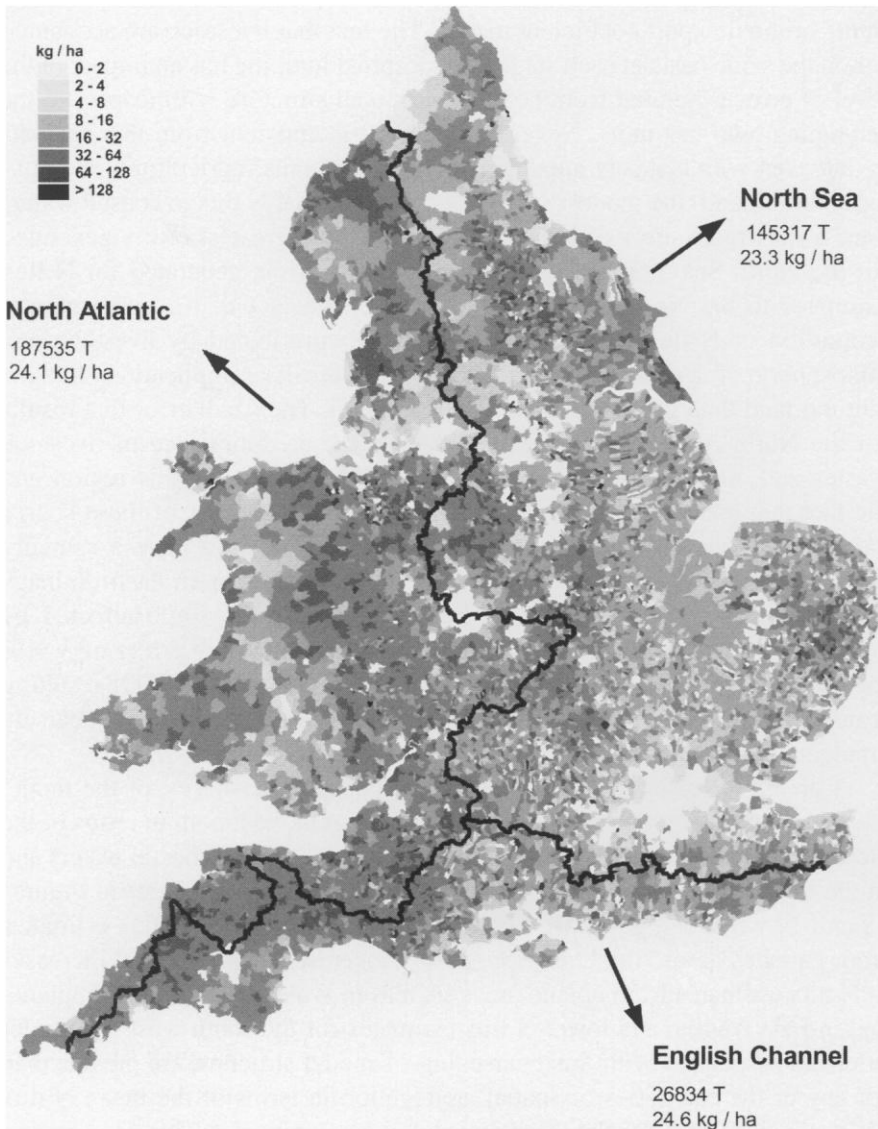 kg / ha
0 - 2
2 - 4
4 - 8
8 - 16
16 - 32
32 - 64
64 - 128
> 128
North Sea
145317 T
23.3 kg / ha
North Atlantic
187535 T
24.1 kg / ha
English Channel
26834 T
24.6 kg / ha